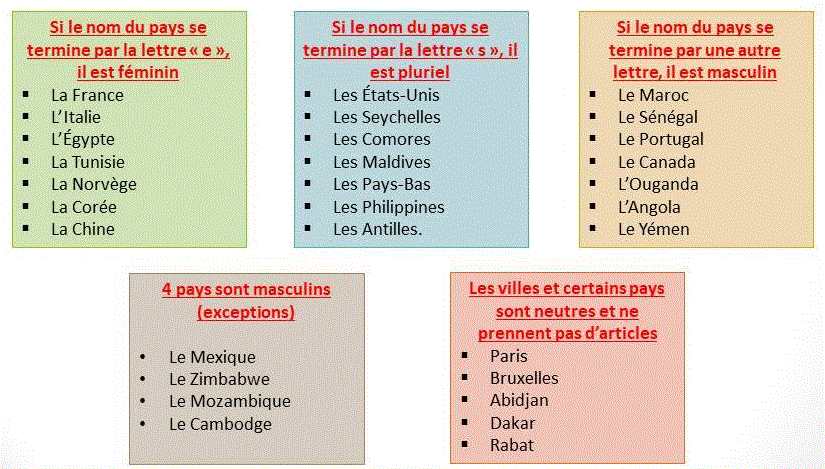 Si le nom du pays se
termine par la lettre « e »,
il est féminin
▪ La France
▪ L'Italie
▪ L'Égypte
▪ La Tunisie
▪ La Norvège
▪ La Corée
▪ La Chine
Si le nom du pays se
termine par la lettre « s », il
est pluriel
▪ Les États-Unis
▪ Les Seychelles
▪ Les Comores
▪ Les Maldives
▪ Les Pays-Bas
▪ Les Philippines
▪ Les Antilles.
Si le nom du pays se
termine par une autre
lettre, il est masculin
▪ Le Maroc
▪ Le Sénégal
▪ Le Portugal
▪ Le Canada
▪ L'Ouganda
▪ L'Angola
▪ Le Yémen
4 pays sont masculins
(exceptions)
• Le Mexique
• Le Zimbabwe
• Le Mozambique
• Le Cambodge
Les villes et certains pays
sont neutres et ne
prennent pas d'articles
▪ Paris
▪ Bruxelles
▪ Abidjan
▪ Dakar
▪ Rabat